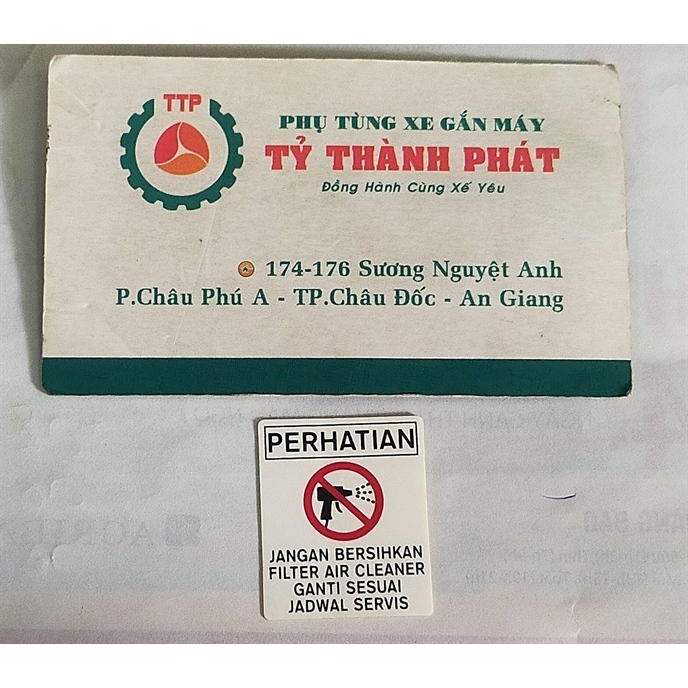 TTP
PHỤ TÙNG XE GẮN MÁY
TỶ THÀNH PHÁT
Đồng Hành Cùng Xế Yêu
174-176 Sương Nguyệt Anh
P.Châu Phú A - TP.Châu Đốc - An Giang
PERHATIAN
JANGAN BERSIHKAN
FILTER AIR CLEANER
GANTI SESUAI
JADWAL SERVIS